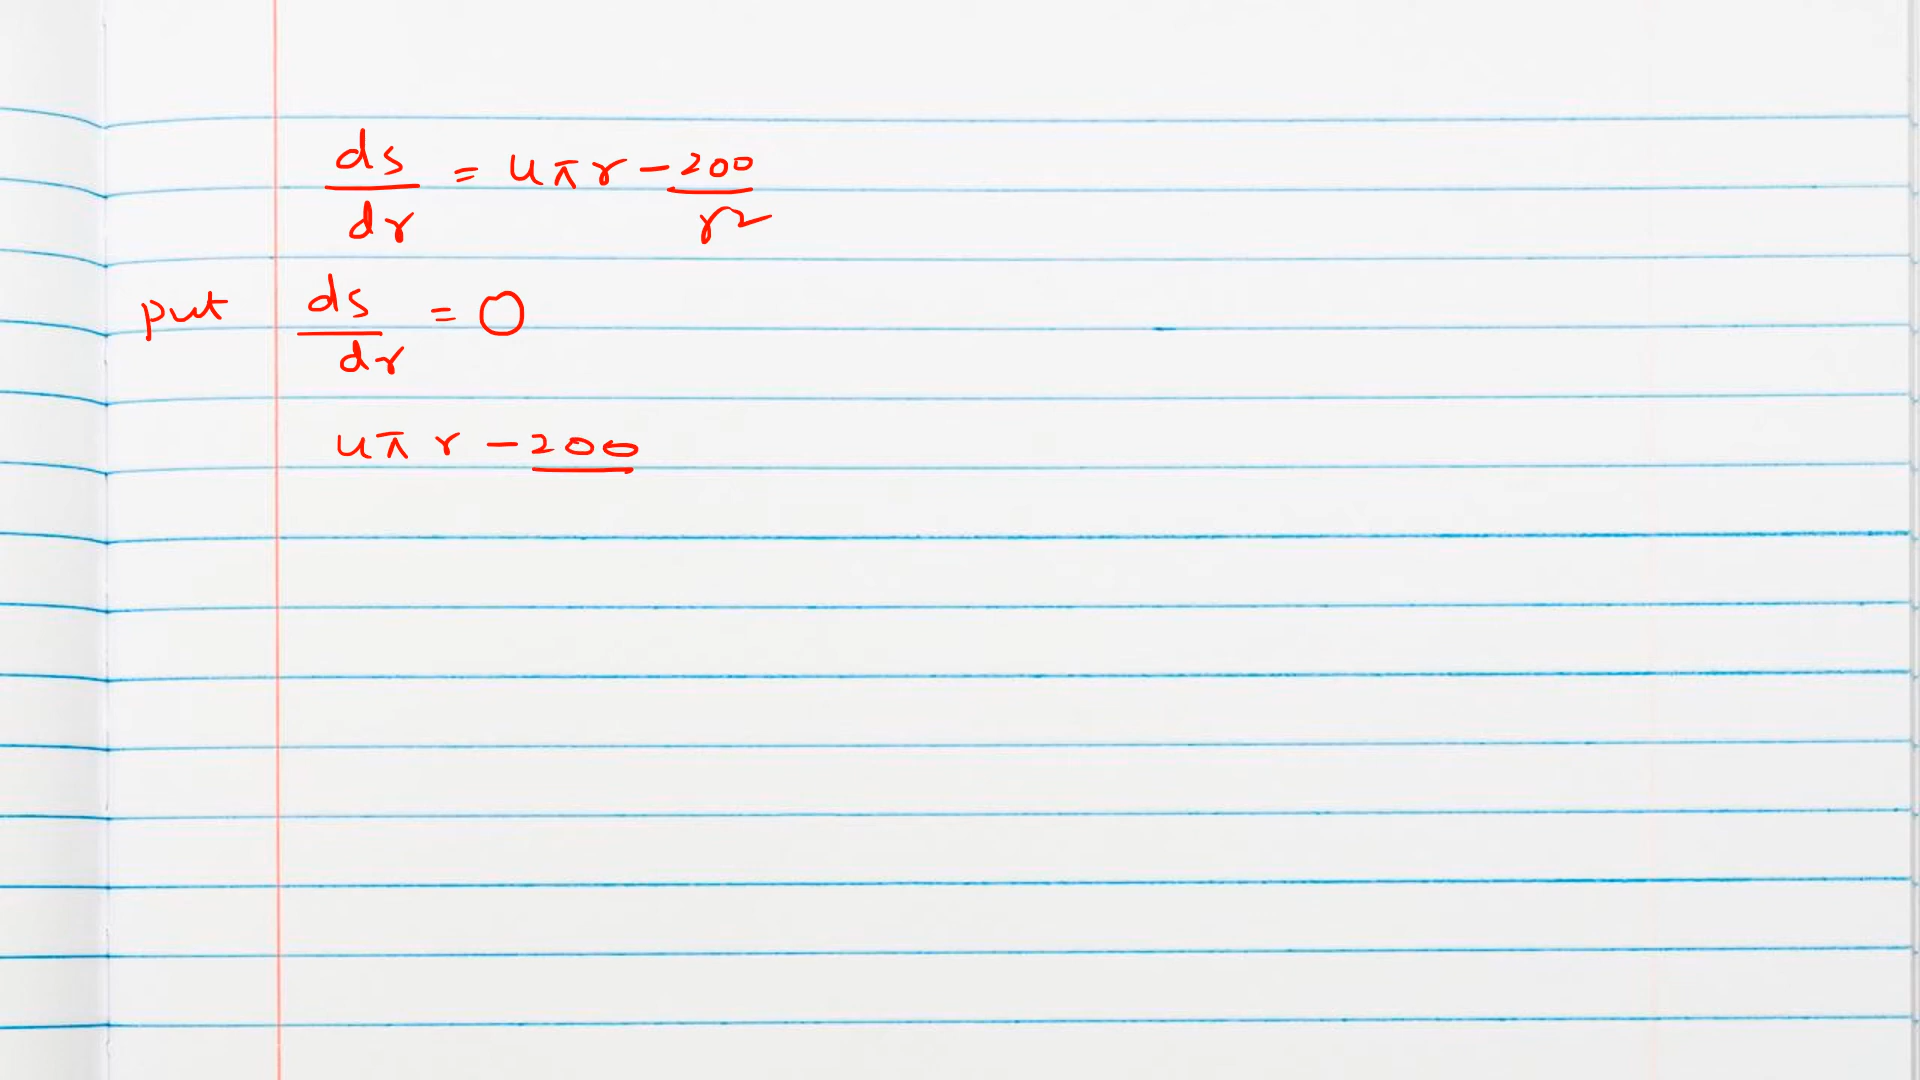 ds/dr = 4πr - 200/r²
put ds/dr = 0
4πr - 200